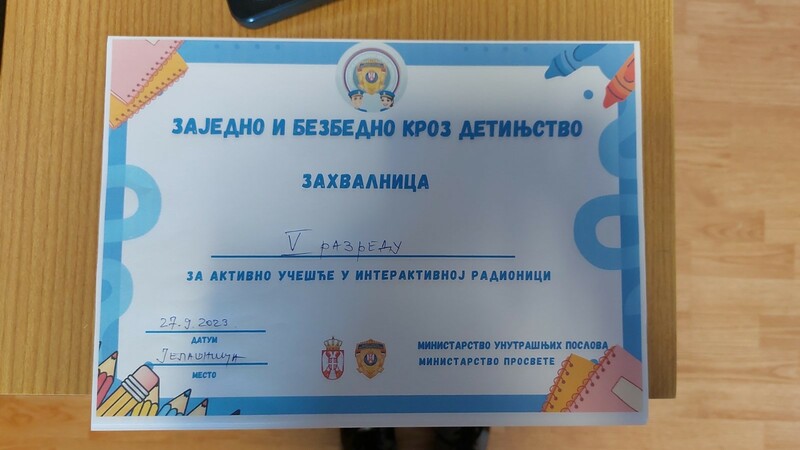 ЗАЈЕДНО И БЕЗБЕДНО КРОЗ ДЕТИЊСТВО
ЗАХВАЛНИЦА
V разреду
ЗА АКТИВНО УЧЕШЋЕ У ИНТЕРАКТИВНОЈ РАДИОНИЦИ
27.9.2023
ДАТУМ
Јелашница
МЕСТО
МИНИСТАРСТВО УНУТРАШЊИХ ПОСЛОВА
МИНИСТАРСТВО ПРОСВЕТЕ